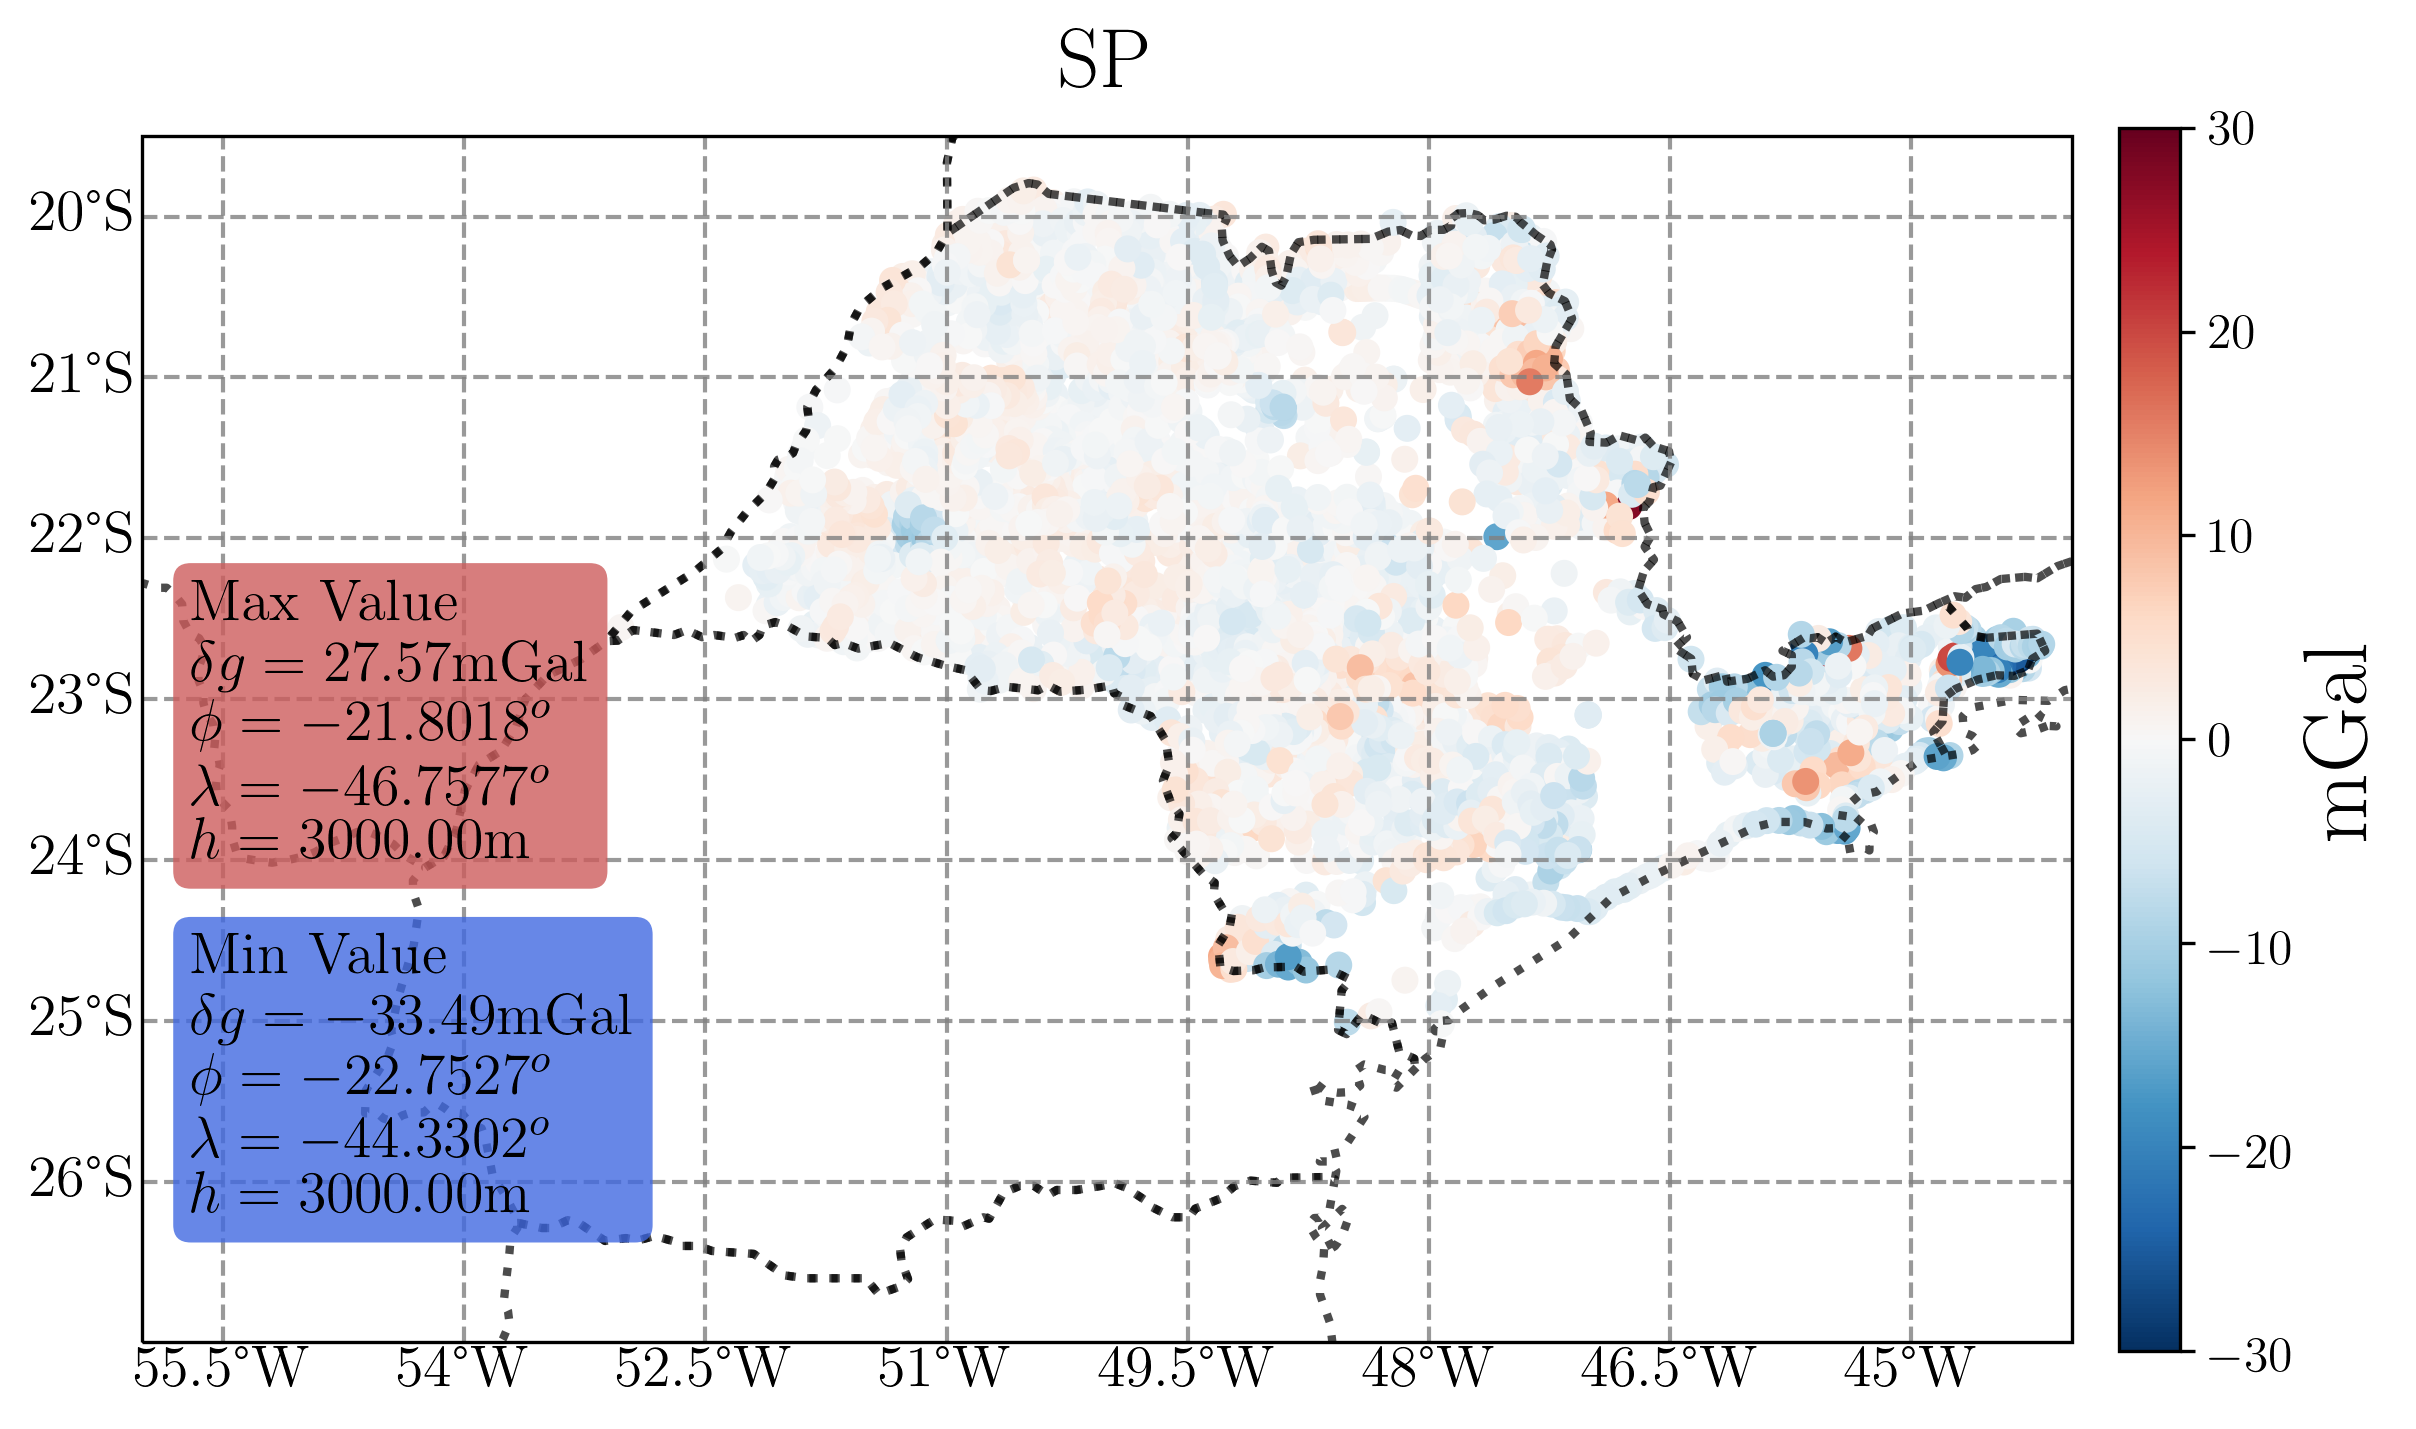 SP
20°S
21°S
22°S
23°S
24°S
25°S
26°S
Max Value
δg = 27.57mGal
ϕ = −21.8018°
λ = −46.7577°
h = 3000.00m
Min Value
δg = −33.49mGal
ϕ = −22.7527°
λ = −44.3302°
h = 3000.00m
55.5°W 54°W 52.5°W 51°W 49.5°W 48°W 46.5°W 45°W
30
20
10
0
−10
−20
−30
mGal